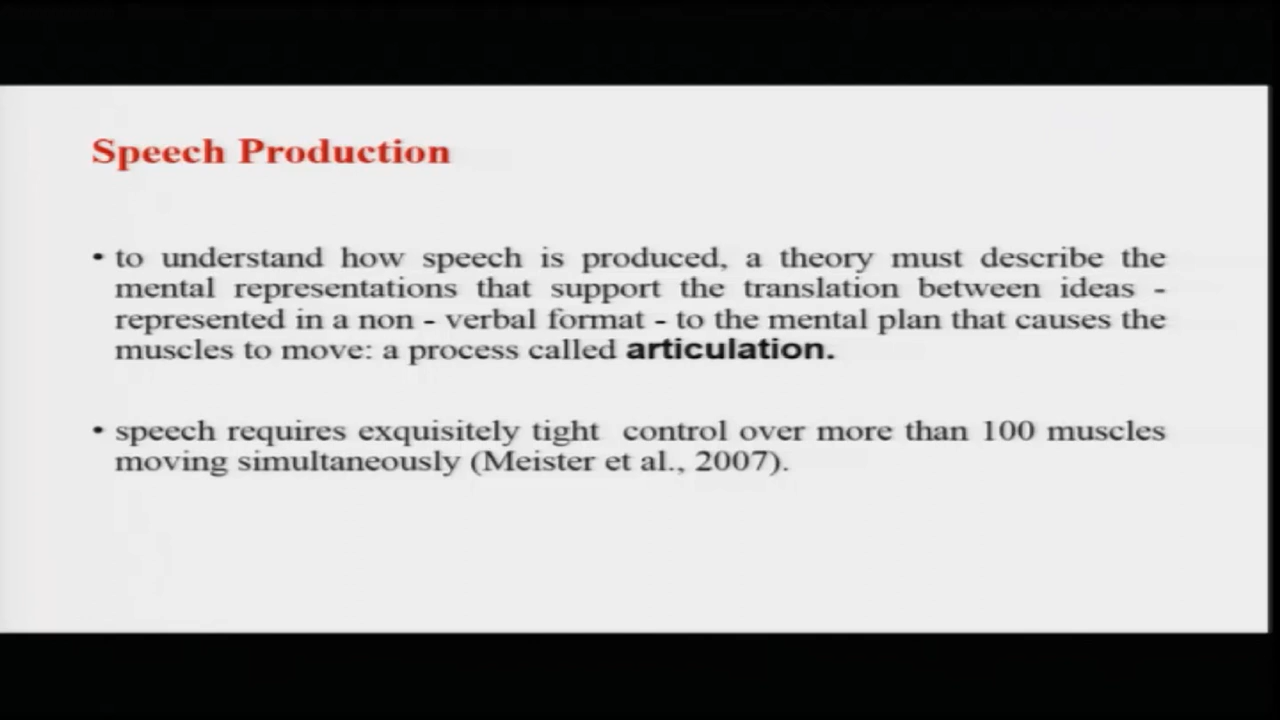 Speech Production
• to understand how speech is produced, a theory must describe the
mental representations that support the translation between ideas -
represented in a non - verbal format - to the mental plan that causes the
muscles to move: a process called articulation.
• speech requires exquisitely tight control over more than 100 muscles
moving simultaneously (Meister et al., 2007).